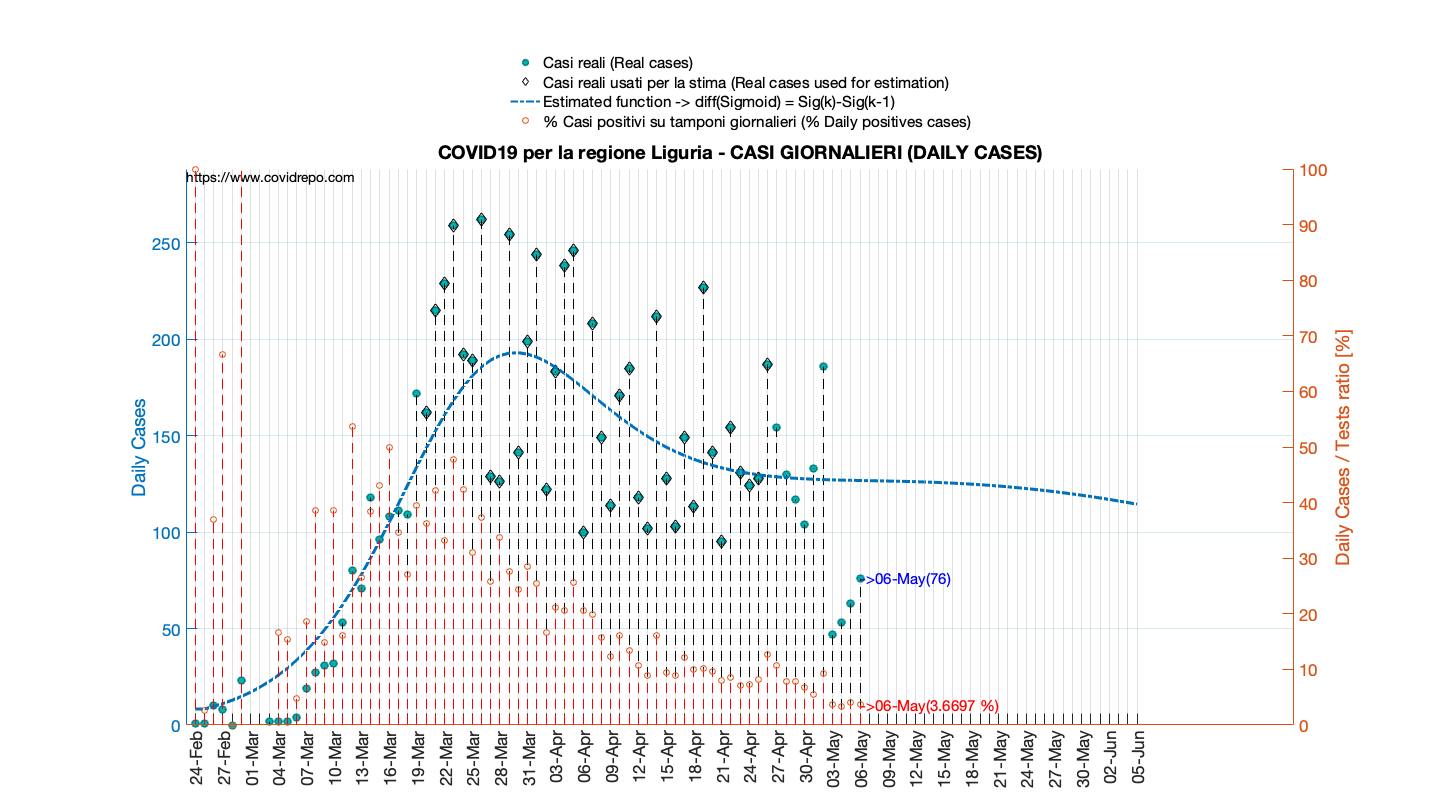 Casi reali (Real cases)
Casi reali usati per la stima (Real cases used for estimation)
Estimated function -> diff(Sigmoid) = Sig(k)-Sig(k-1)
% Casi positivi su tamponi giornalieri (% Daily positives cases)
COVID19 per la regione Liguria - CASI GIORNALIERI (DAILY CASES)
https://www.covidrepo.com
Daily Cases
250
200
150
100
50
0
100
90
80
70
60
50
40
30
20
10
0
Daily Cases / Tests ratio [%]
->06-May(76)
->06-May(3.6697 %)
24-Feb
27-Feb
01-Mar
04-Mar
07-Mar
10-Mar
13-Mar
16-Mar
19-Mar
22-Mar
25-Mar
28-Mar
31-Mar
03-Apr
06-Apr
09-Apr
12-Apr
15-Apr
18-Apr
21-Apr
24-Apr
27-Apr
30-Apr
03-May
06-May
09-May
12-May
15-May
18-May
21-May
24-May
27-May
30-May
02-Jun
05-Jun